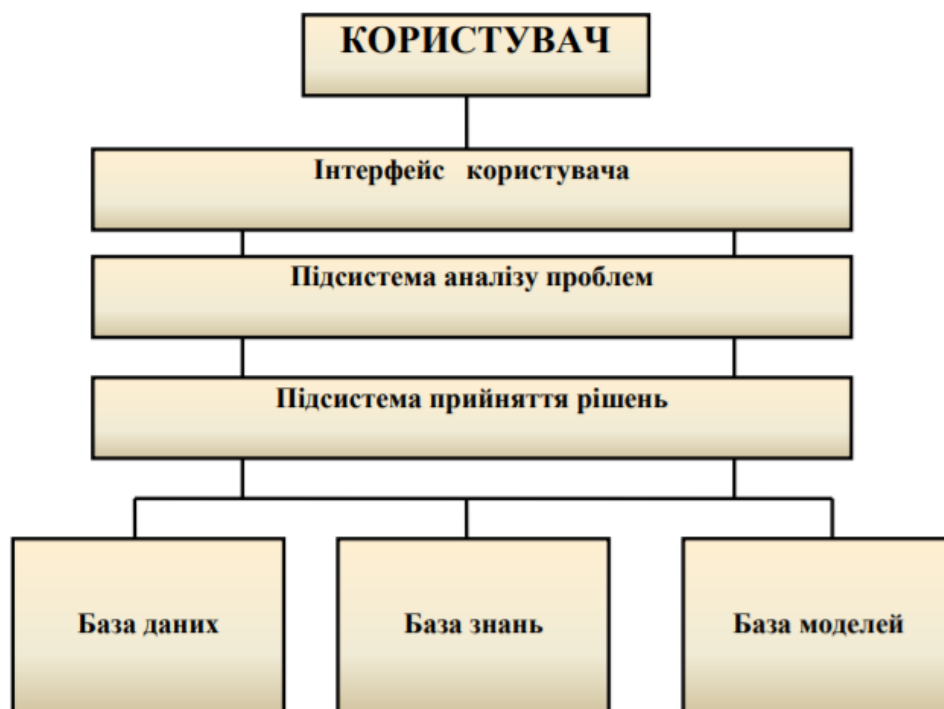 КОРИСТУВАЧ
Інтерфейс користувача
Підсистема аналізу проблем
Підсистема прийняття рішень
База даних
База знань
База моделей